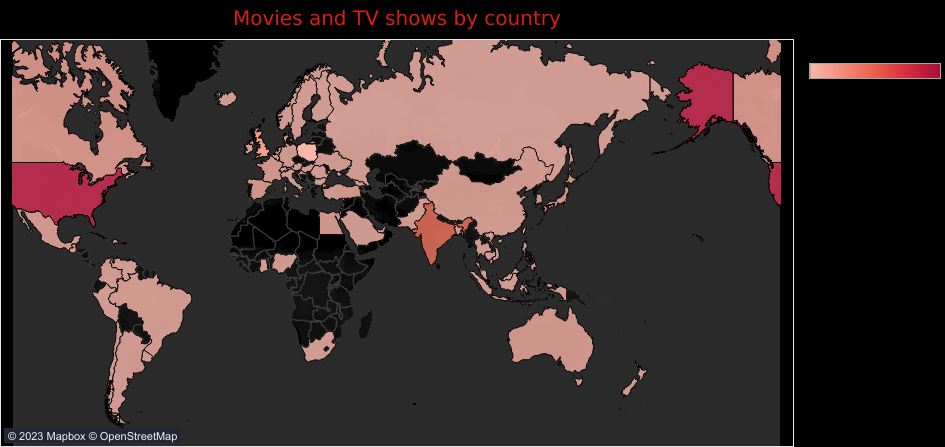 Movies and TV shows by country
© 2023 Mapbox © OpenStreetMap